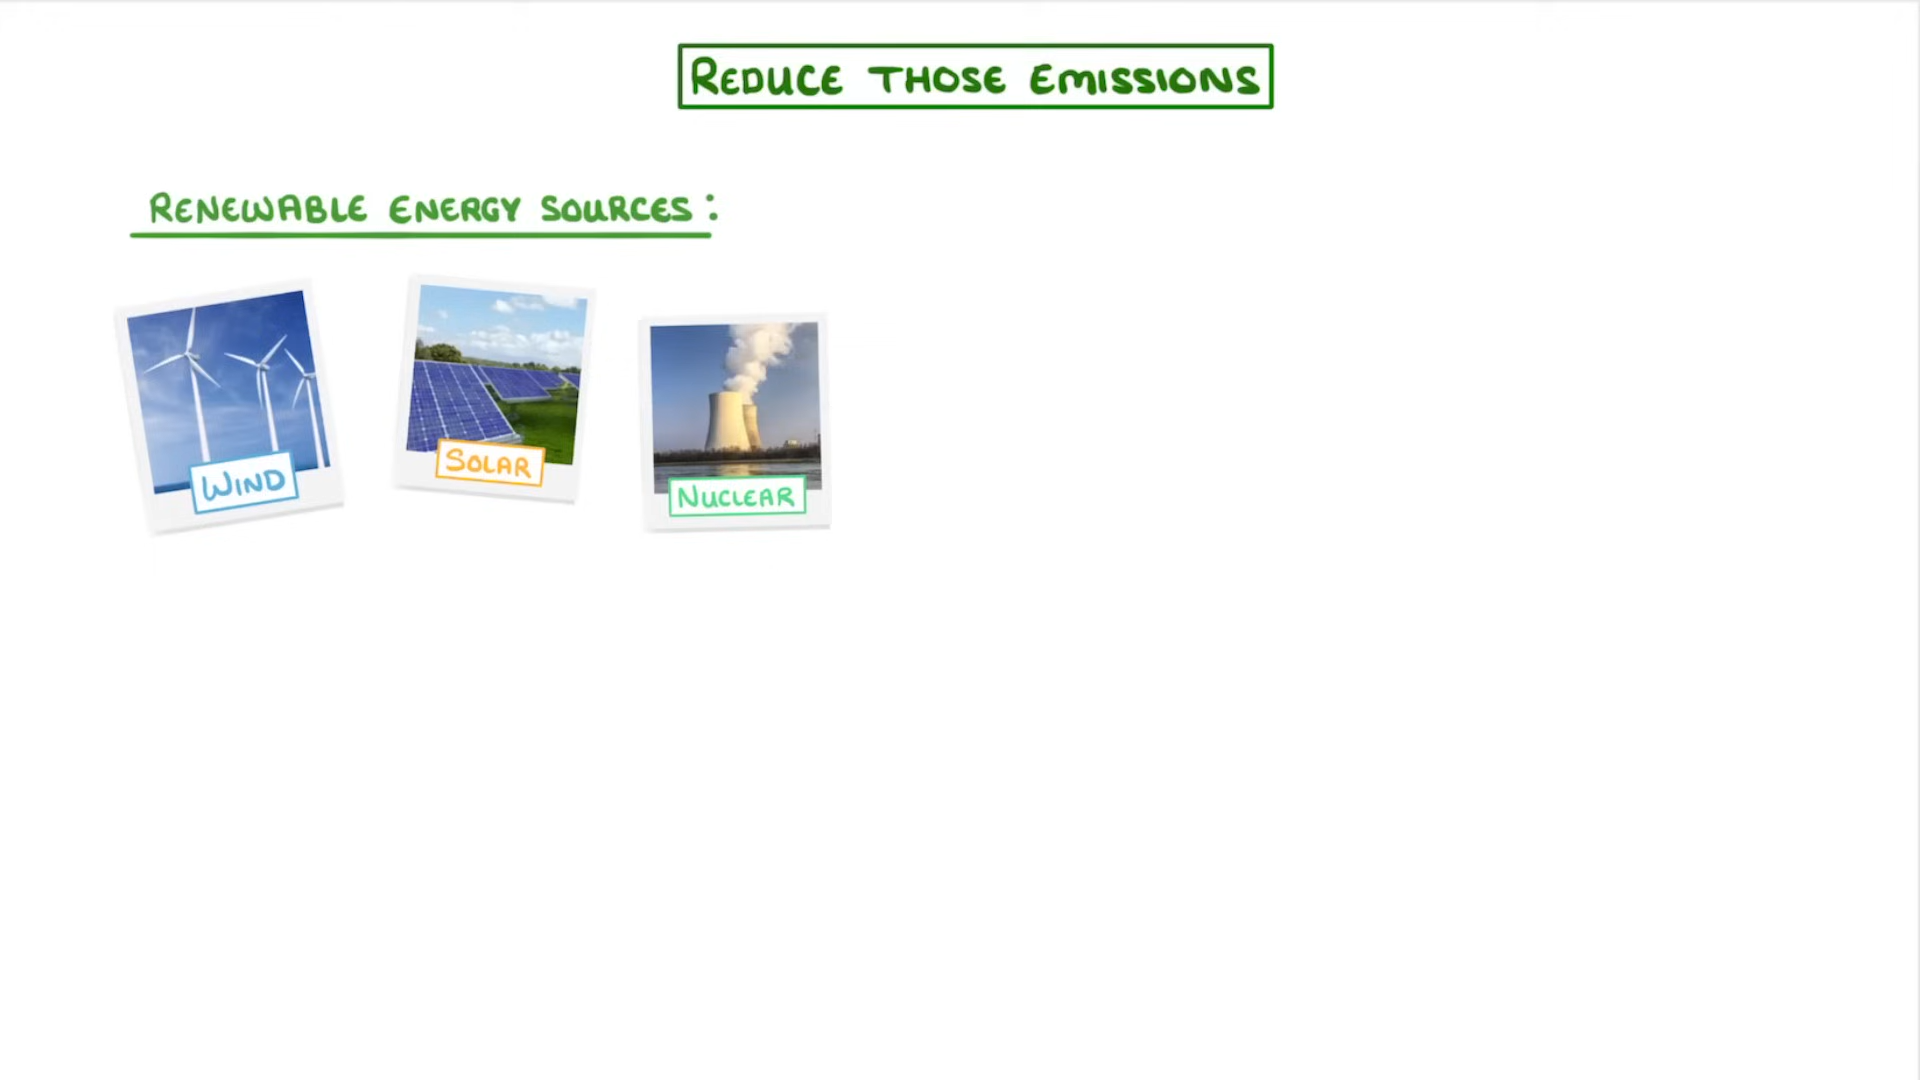 REDUCE THOSE EMISSIONS
RENEWABLE ENERGY SOURCES:
WIND
SOLAR
NUCLEAR